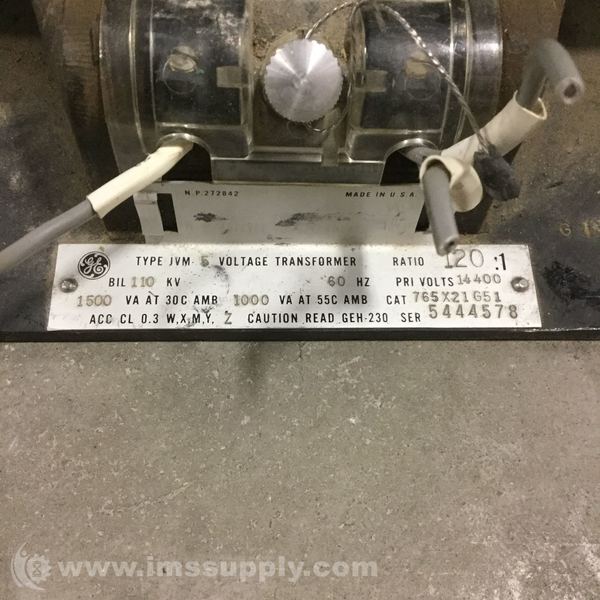 N.P.272842 MADE IN U.S.A.
GE TYPE JVM- 5 VOLTAGE TRANSFORMER RATIO 120 :1
BIL 110 KV 60 HZ PRI VOLTS 14400
1500 VA AT 30C AMB 1000 VA AT 55C AMB CAT 765X21G51
ACC CL 0.3 W,X,M,Y, Z CAUTION READ GEH-230 SER 5444578
www.imssupply.com